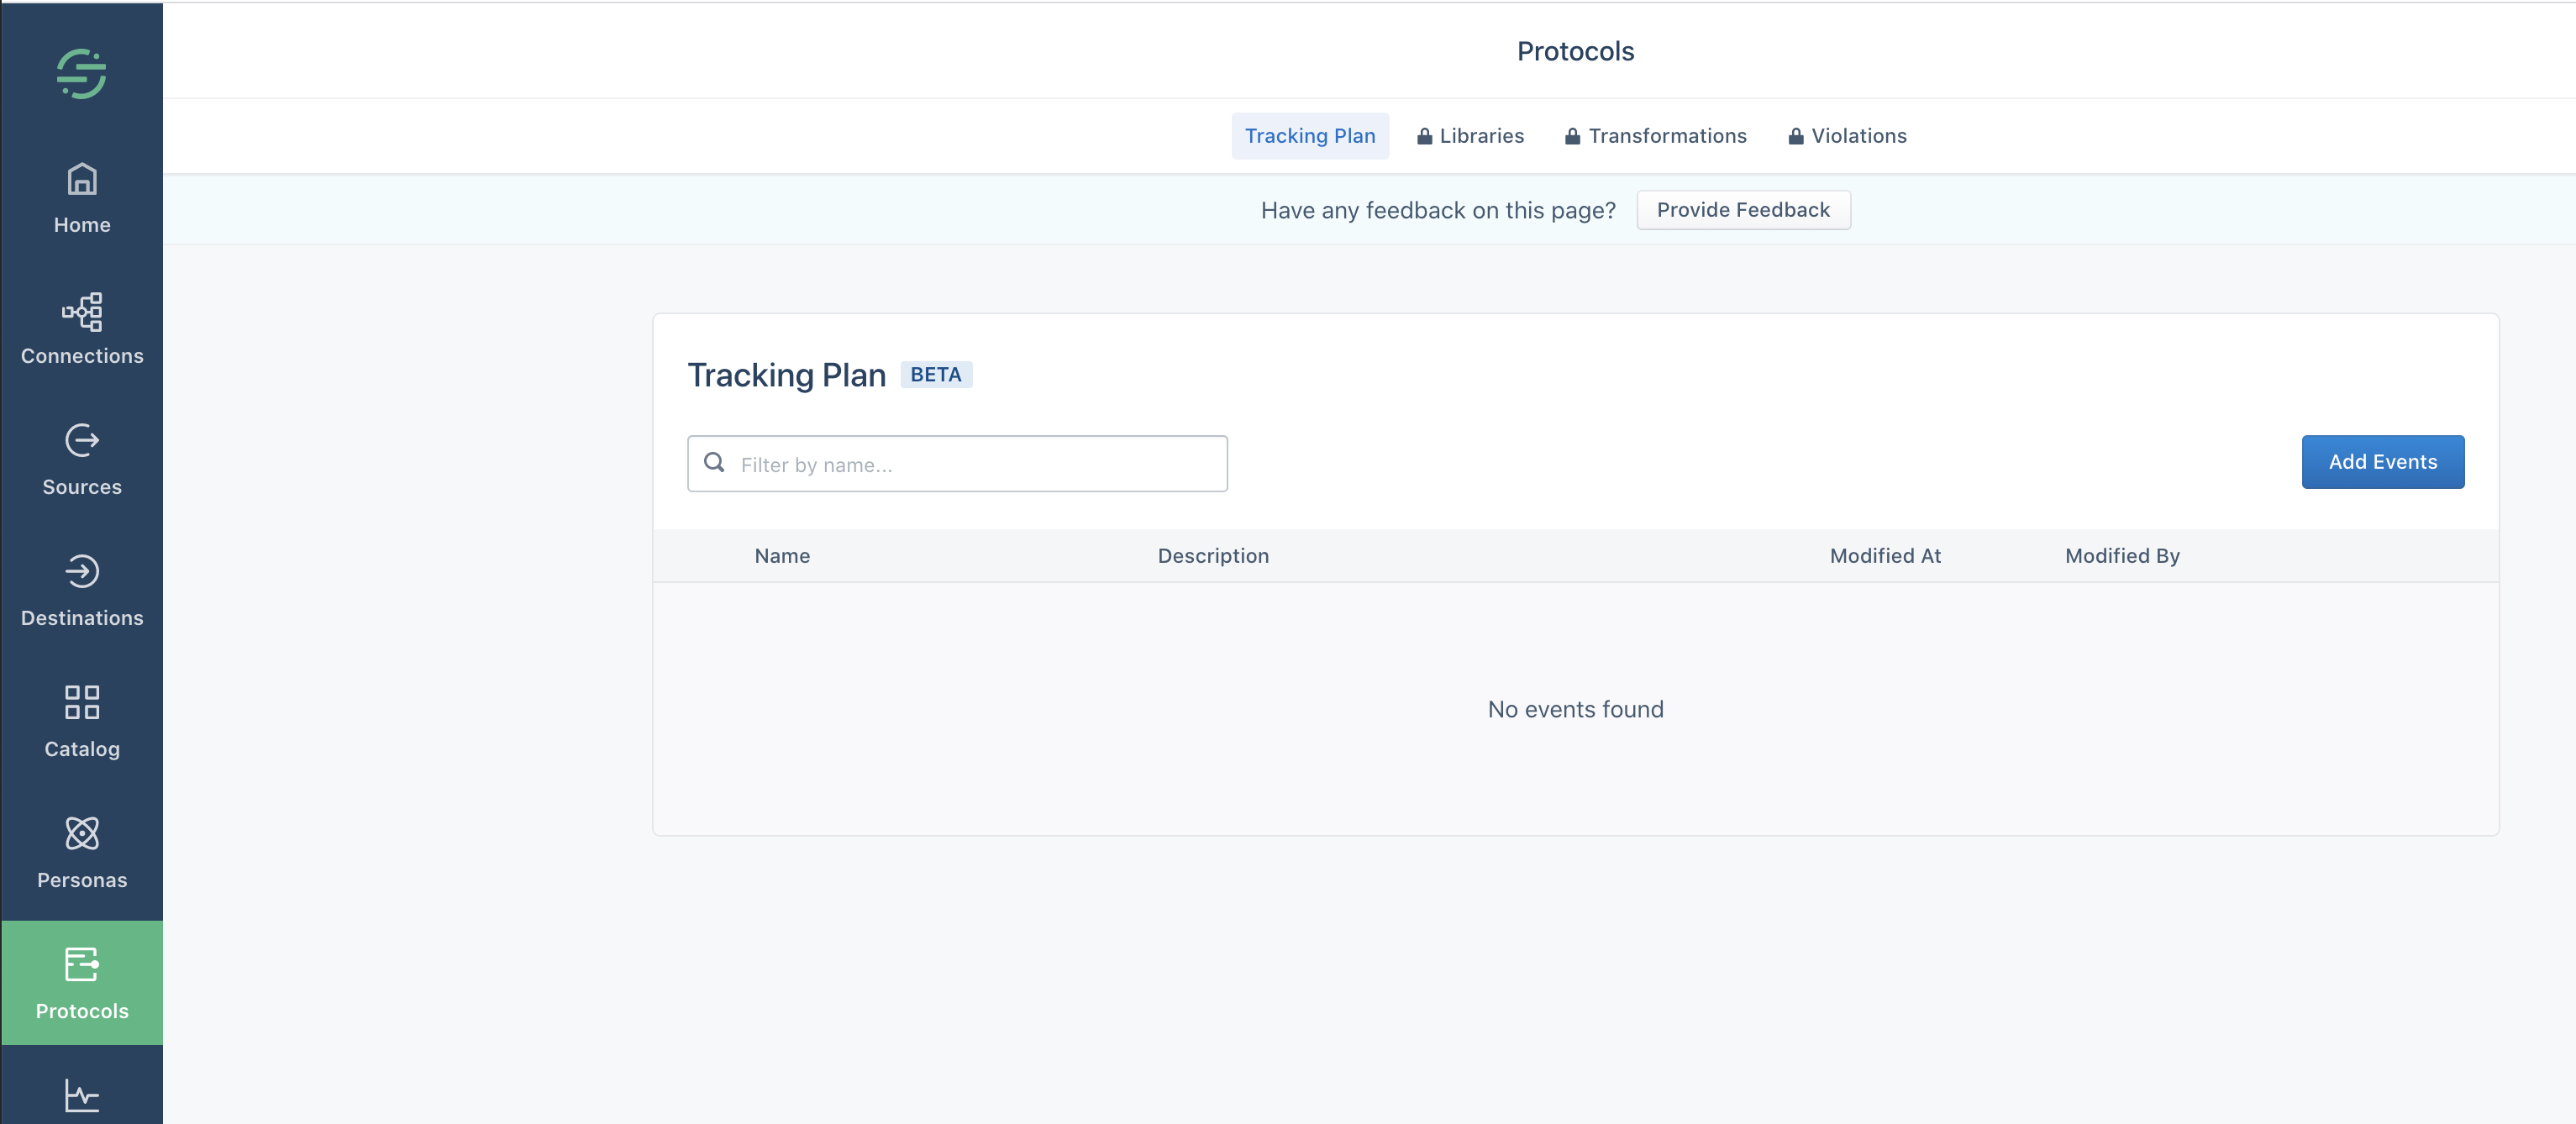 Protocols
Tracking Plan Libraries Transformations Violations
Have any feedback on this page? Provide Feedback
Home
Connections
Sources
Destinations
Catalog
Personas
Protocols
Tracking Plan BETA
Filter by name...
Add Events
Name Description Modified At Modified By
No events found